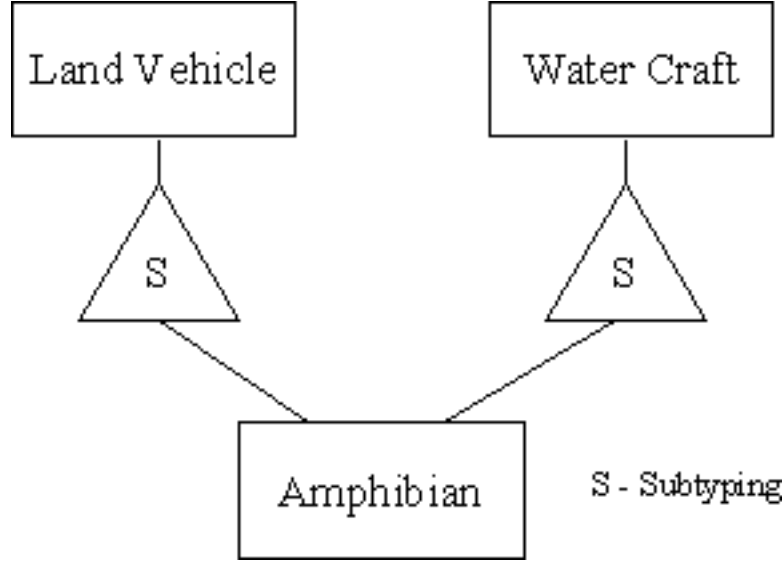 Land Vehicle
Water Craft
S
S
Amphibian
S - Subtyping